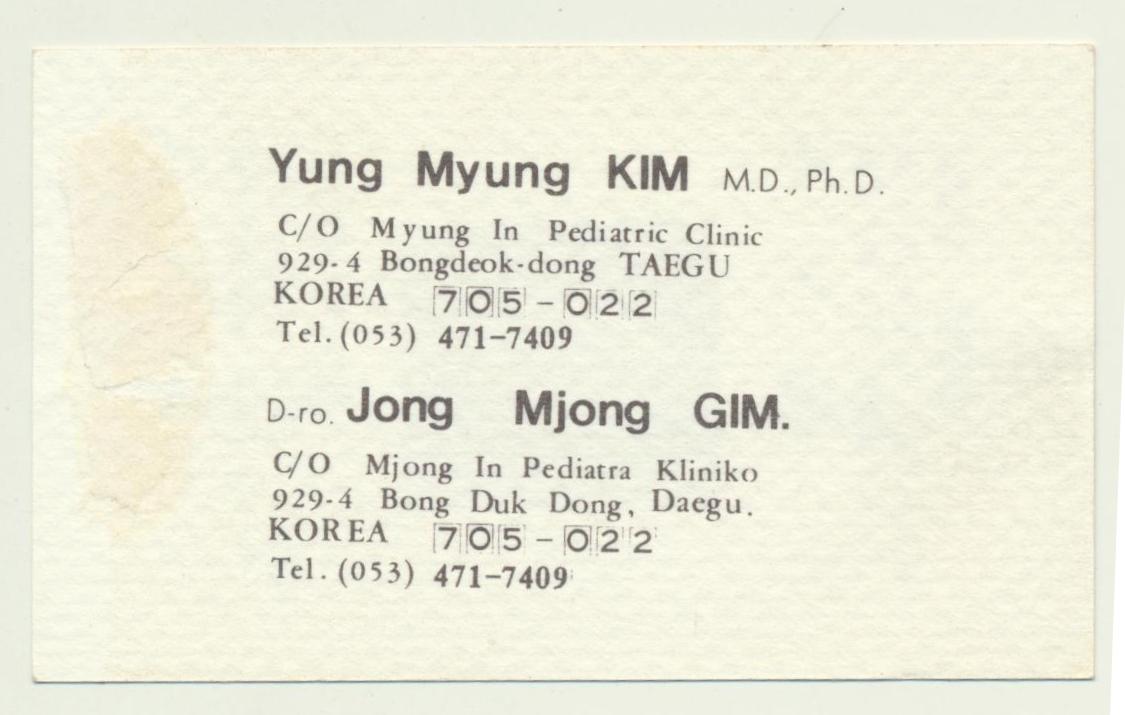 Yung Myung KIM M.D., Ph.D.
C/O Myung In Pediatric Clinic
929-4 Bongdeok-dong TAEGU
KOREA 705-022
Tel. (053) 471-7409
D-ro. Jong Mjong GIM.
C/O Mjong In Pediatra Kliniko
929-4 Bong Duk Dong, Daegu.
KOREA 705-022
Tel. (053) 471-7409